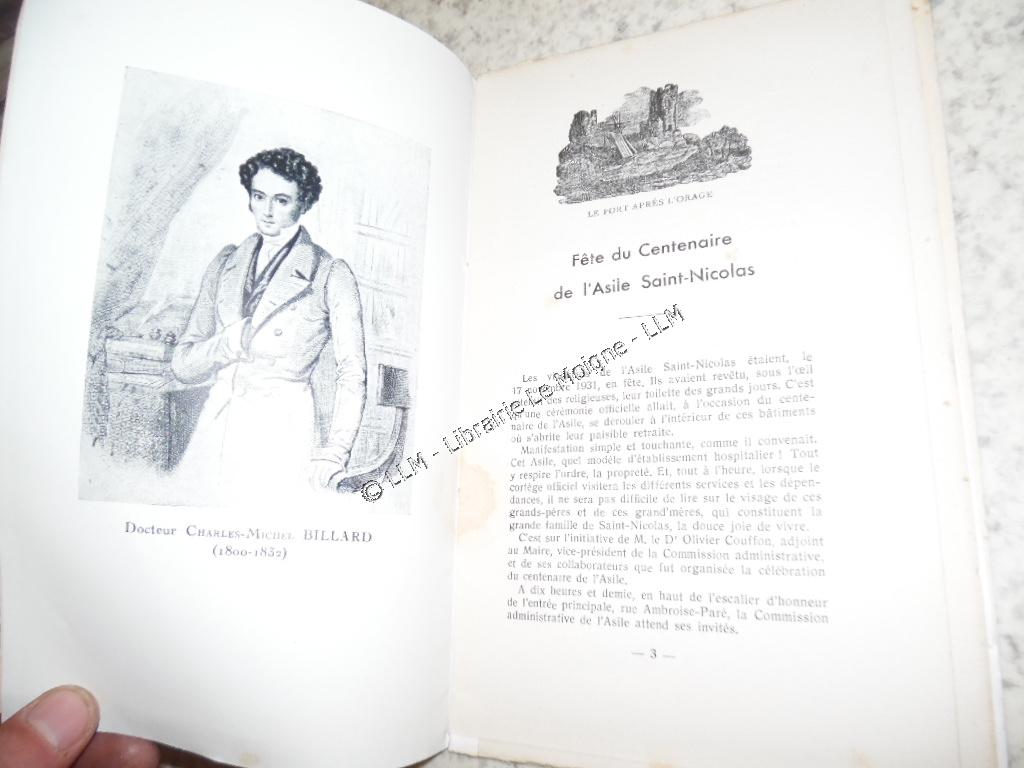 Docteur CHARLES-MICHEL BILLARD
(1800-1832)
LE PORT APRÈS L'ORAGE
Fête du Centenaire
de l'Asile Saint-Nicolas
Les de l'Asile Saint-Nicolas étaient, le
17 novembre 1931, en fête. Ils avaient revêtu, sous l'œil
des religieuses, leur toilette des grands jours. C'est
qu'une cérémonie officielle allait, à l'occasion du cente-
naire de l'Asile, se dérouler à l'intérieur de ces bâtiments
où s'abrite leur paisible retraite.
Manifestation simple et touchante, comme il convenait.
Cet Asile, quel modèle d'établissement hospitalier ! Tout
y respire l'ordre, la propreté. Et, tout à l'heure, lorsque le
cortège officiel visitera les différents services et les dépen-
dances, il ne sera pas difficile de lire sur le visage de ces
grands-pères et de ces grand'mères, qui constituent la
grande famille de Saint-Nicolas, la douce joie de vivre.
C'est sur l'initiative de M. le Dr Olivier Couffon, adjoint
au Maire, vice-président de la Commission administrative,
et de ses collaborateurs que fut organisée la célébration
du centenaire de l'Asile.
A dix heures et demie, en haut de l'escalier d'honneur
de l'entrée principale, rue Ambroise-Paré, la Commission
administrative de l'Asile attend ses invités.
— 3 —
© LLM - Librairie Le Moigne - LLM